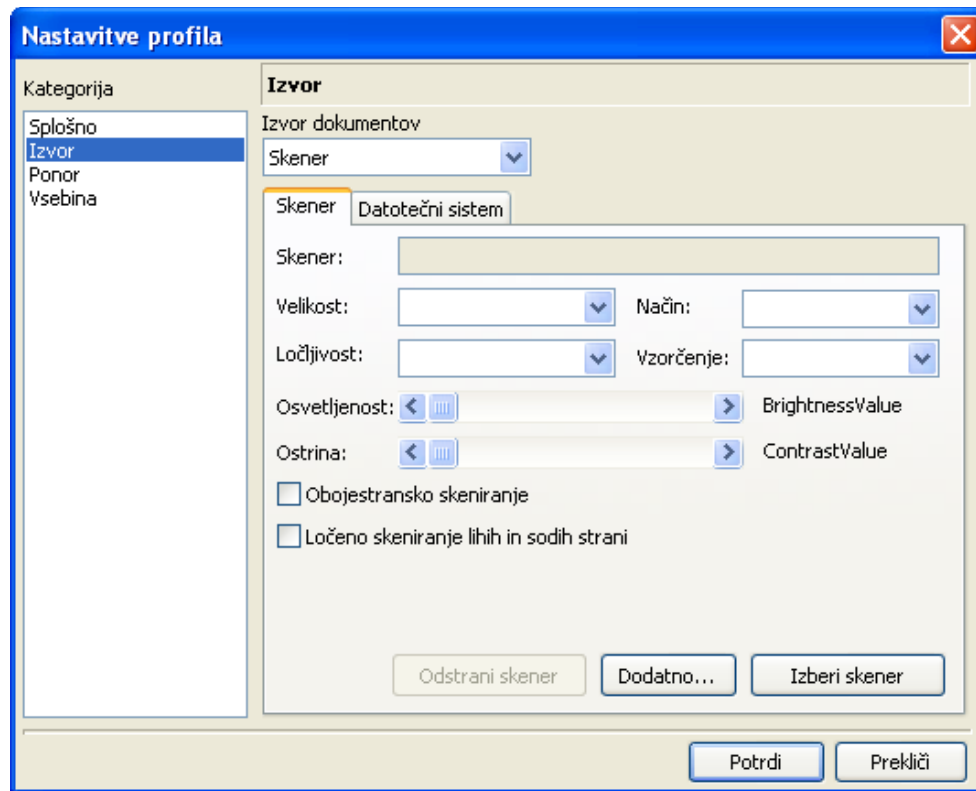 Nastavitve profila
Kategorija
Splošno
Izvor
Ponor
Vsebina
Izvor
Izvor dokumentov
Skener
Skener
Datotečni sistem
Skener:
Velikost:
Način:
Ločljivost:
Vzorčenje:
Osvetljenost:
BrightnessValue
Ostrina:
ContrastValue
Obojestransko skeniranje
Ločeno skeniranje lihih in sodih strani
Odstrani skener
Dodatno...
Izberi skener
Potrdi
Prekliči